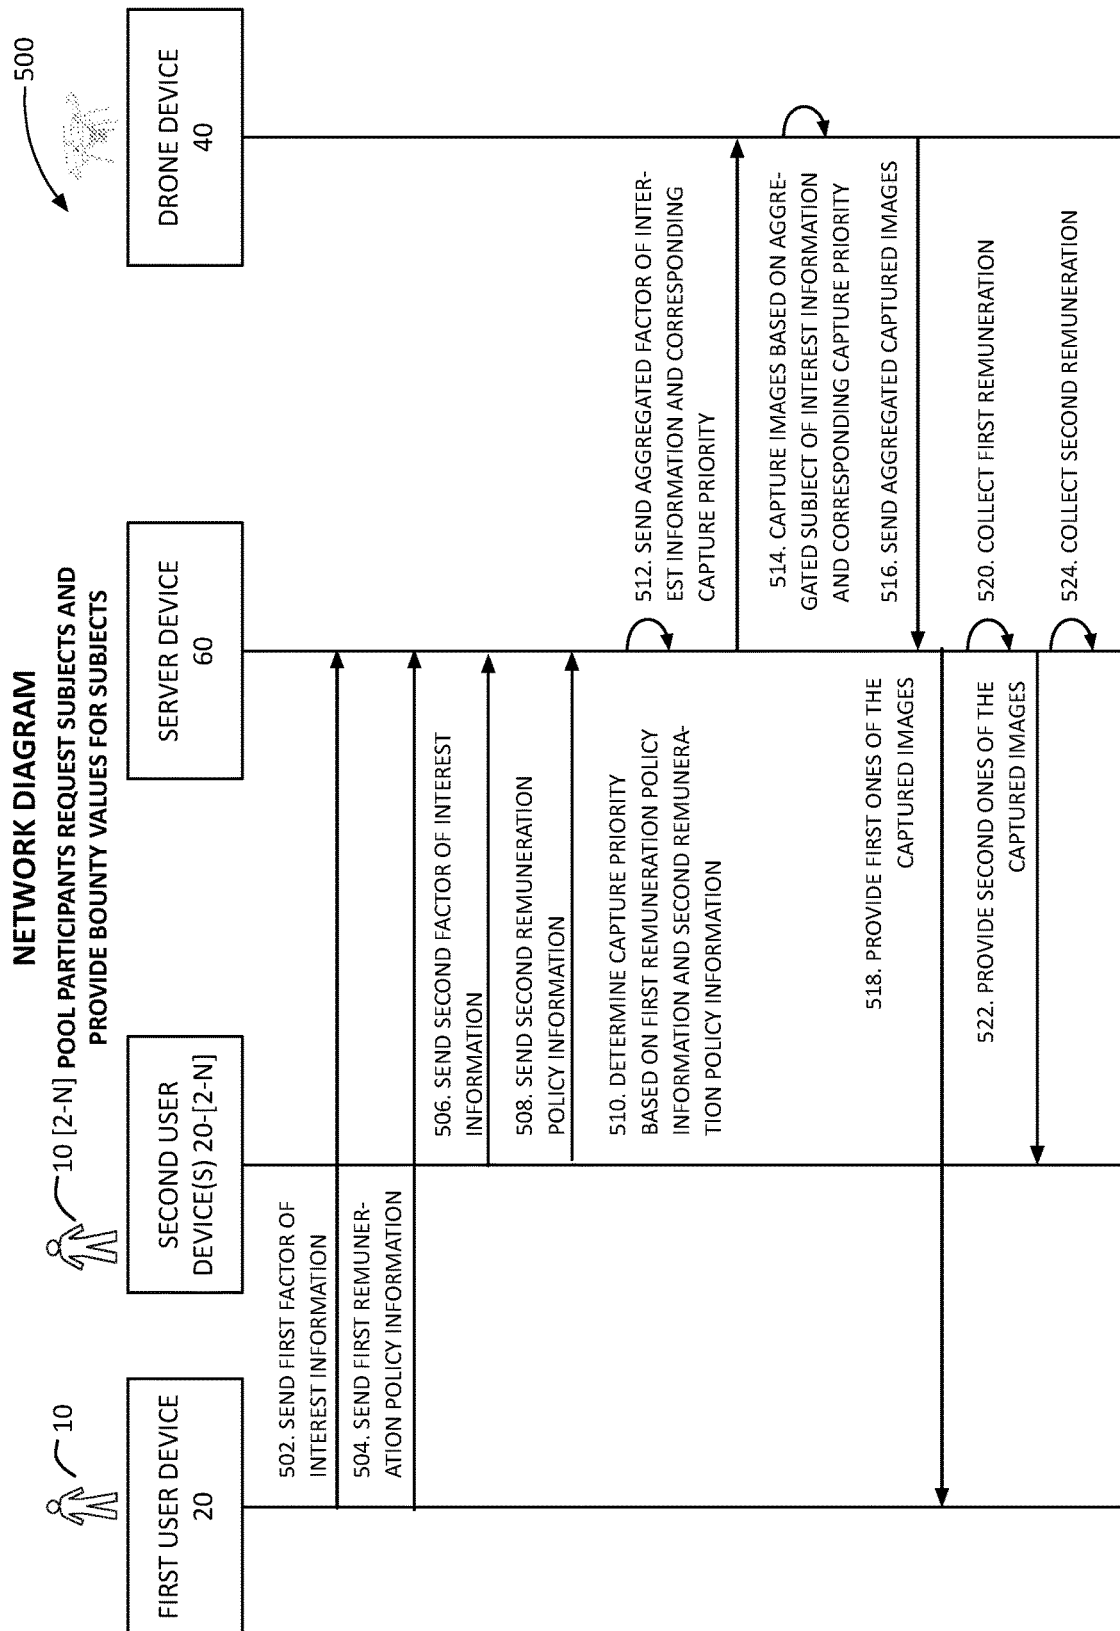 NETWORK DIAGRAM
POOL PARTICIPANTS REQUEST SUBJECTS AND
PROVIDE BOUNTY VALUES FOR SUBJECTS
500
10
10 [2-N]
FIRST USER DEVICE
20
SECOND USER
DEVICE(S) 20-[2-N]
SERVER DEVICE
60
DRONE DEVICE
40
502. SEND FIRST FACTOR OF
INTEREST INFORMATION
504. SEND FIRST REMUNER-
ATION POLICY INFORMATION
506. SEND SECOND FACTOR OF INTEREST
INFORMATION
508. SEND SECOND REMUNERATION
POLICY INFORMATION
510. DETERMINE CAPTURE PRIORITY
BASED ON FIRST REMUNERATION POLICY
INFORMATION AND SECOND REMUNERA-
TION POLICY INFORMATION
512. SEND AGGREGATED FACTOR OF INTER-
EST INFORMATION AND CORRESPONDING
CAPTURE PRIORITY
514. CAPTURE IMAGES BASED ON AGGRE-
GATED SUBJECT OF INTEREST INFORMATION
AND CORRESPONDING CAPTURE PRIORITY
516. SEND AGGREGATED CAPTURED IMAGES
518. PROVIDE FIRST ONES OF THE
CAPTURED IMAGES
520. COLLECT FIRST REMUNERATION
522. PROVIDE SECOND ONES OF THE
CAPTURED IMAGES
524. COLLECT SECOND REMUNERATION